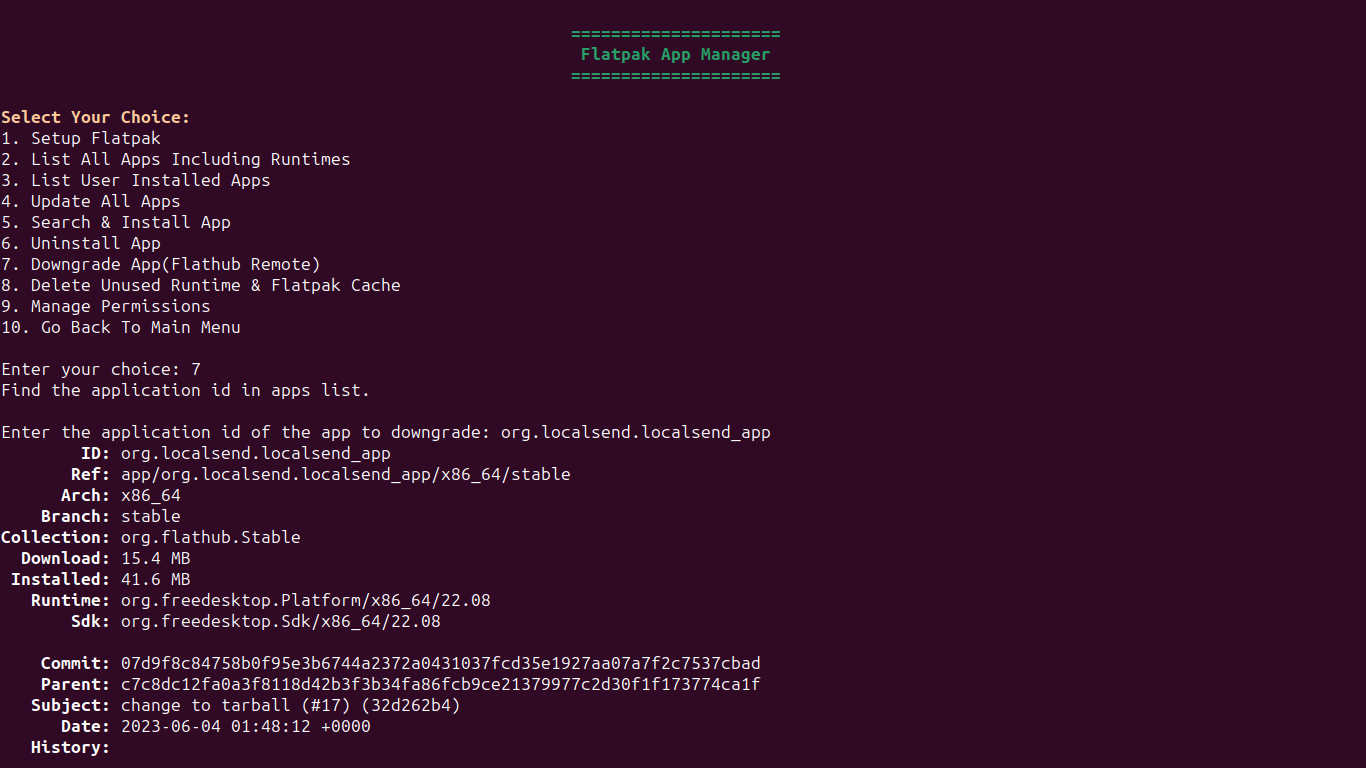 =====================
Flatpak App Manager
=====================
Select Your Choice:
1. Setup Flatpak
2. List All Apps Including Runtimes
3. List User Installed Apps
4. Update All Apps
5. Search & Install App
6. Uninstall App
7. Downgrade App(Flathub Remote)
8. Delete Unused Runtime & Flatpak Cache
9. Manage Permissions
10. Go Back To Main Menu
Enter your choice: 7
Find the application id in apps list.
Enter the application id of the app to downgrade: org.localsend.localsend_app
ID: org.localsend.localsend_app
Ref: app/org.localsend.localsend_app/x86_64/stable
Arch: x86_64
Branch: stable
Collection: org.flathub.Stable
Download: 15.4 MB
Installed: 41.6 MB
Runtime: org.freedesktop.Platform/x86_64/22.08
Sdk: org.freedesktop.Sdk/x86_64/22.08
Commit: 07d9f8c84758b0f95e3b6744a2372a0431037fcd35e1927aa07a7f2c7537cbad
Parent: c7c8dc12fa0a3f8118d42b3f3b34fa86fcb9ce21379977c2d30f1f173774ca1f
Subject: change to tarball (#17) (32d262b4)
Date: 2023-06-04 01:48:12 +0000
History: